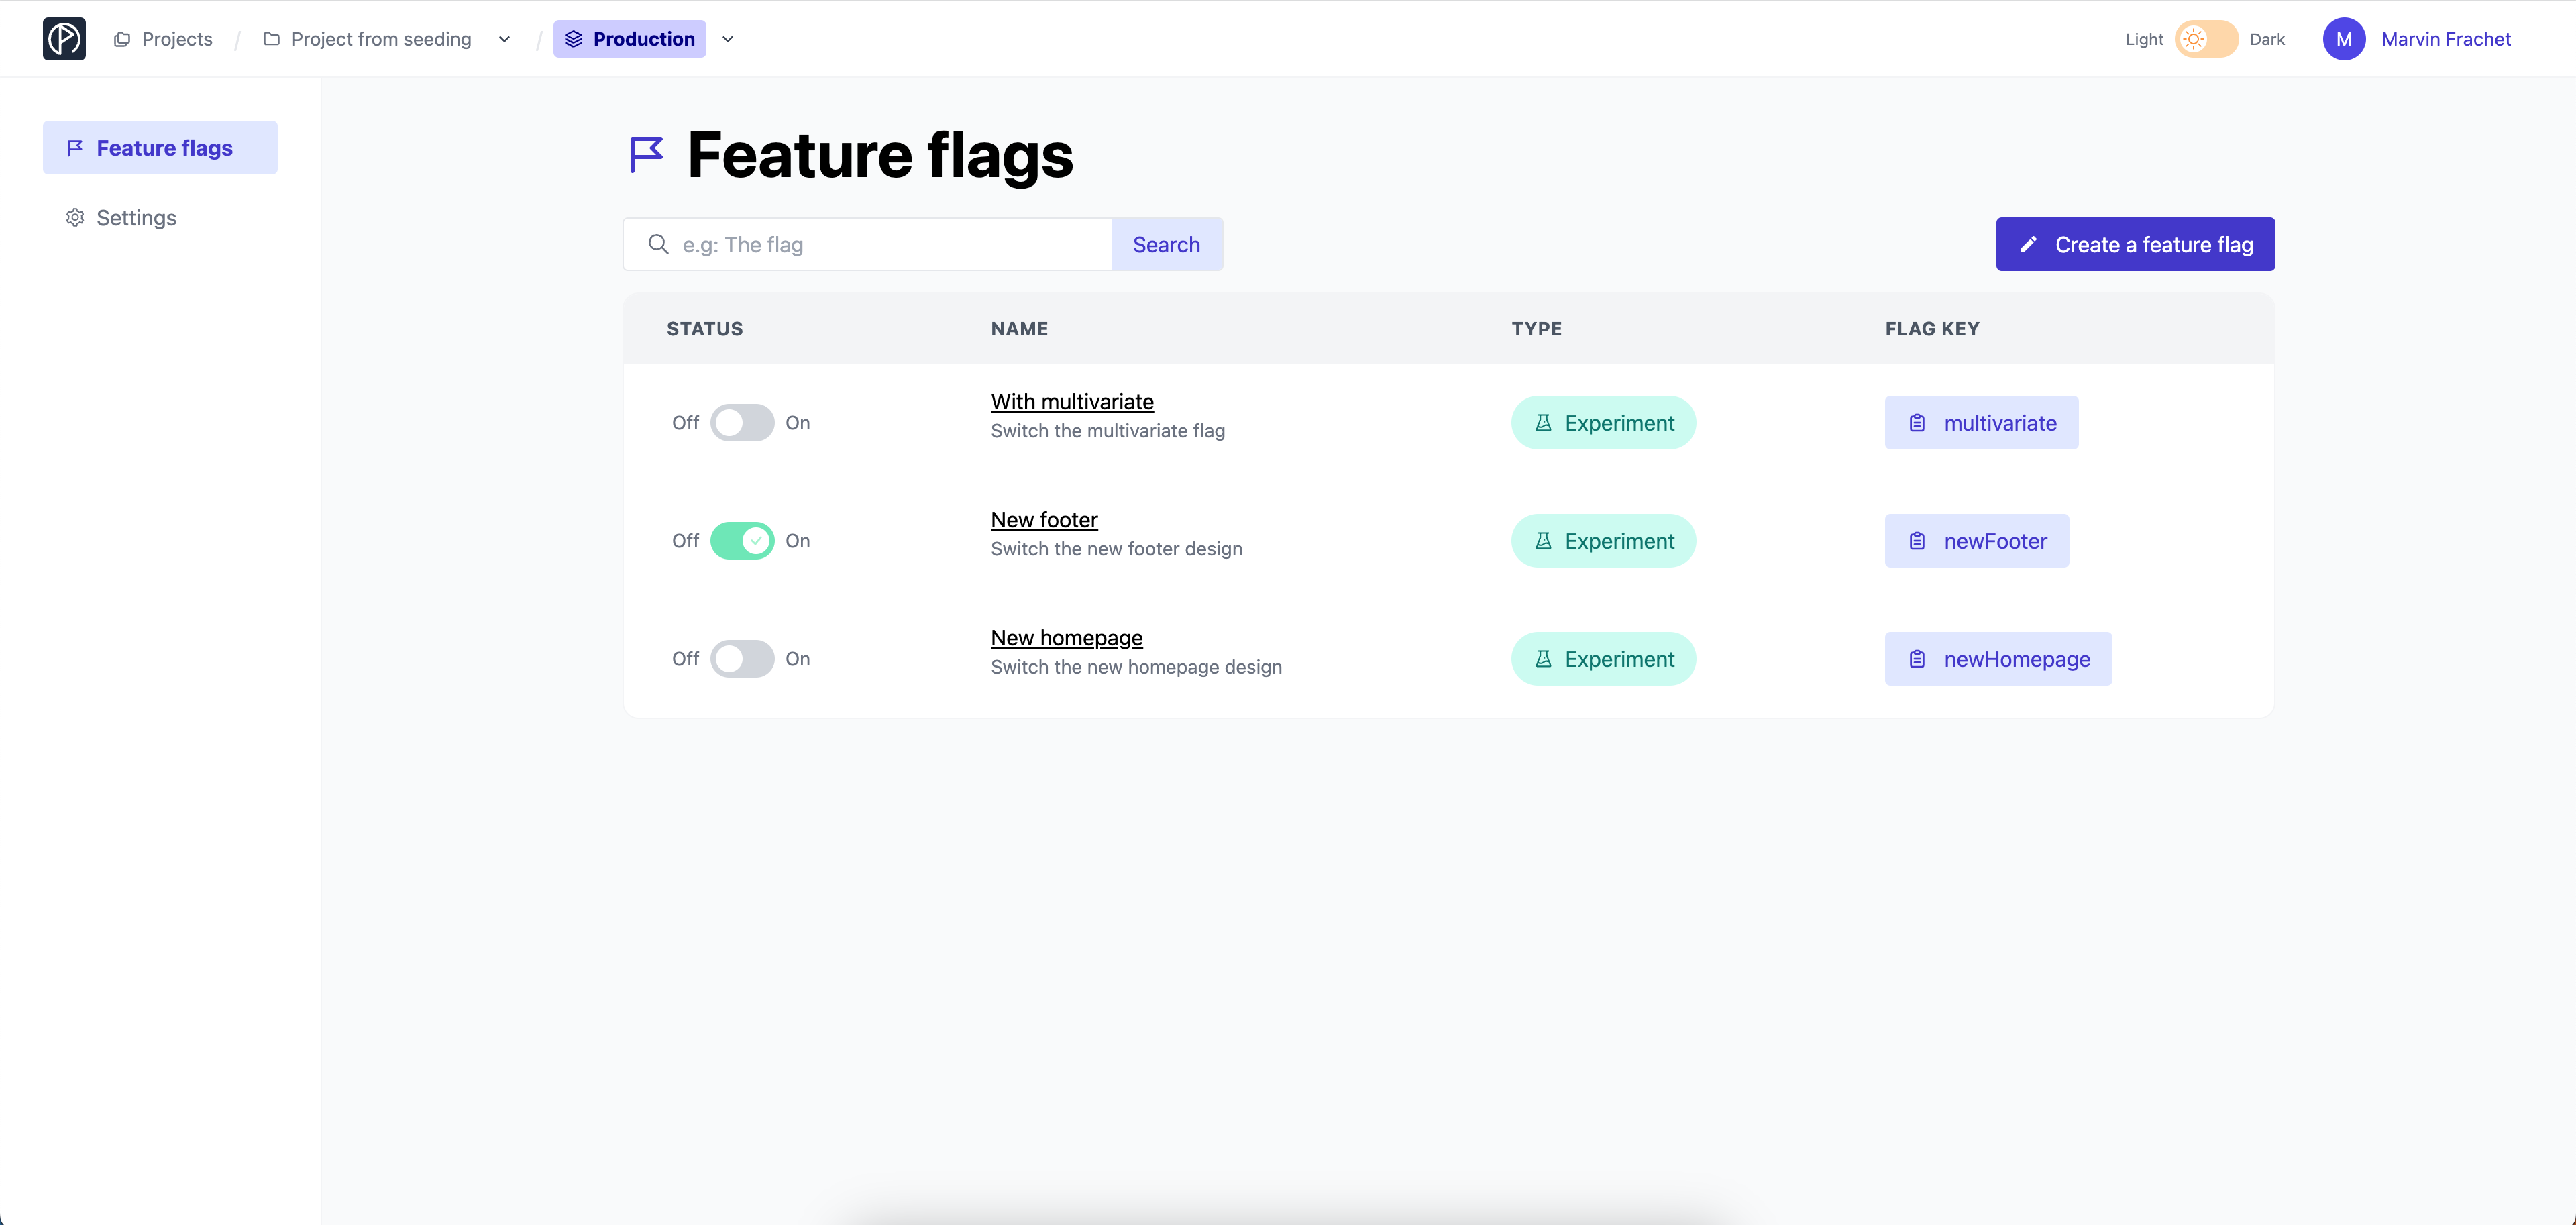 Projects / Project from seeding / Production
Light Dark M Marvin Frachet
Feature flags
Settings
Feature flags
e.g: The flag Search Create a feature flag
STATUS NAME TYPE FLAG KEY
Off On With multivariate Experiment multivariate
Switch the multivariate flag
Off On New footer Experiment newFooter
Switch the new footer design
Off On New homepage Experiment newHomepage
Switch the new homepage design